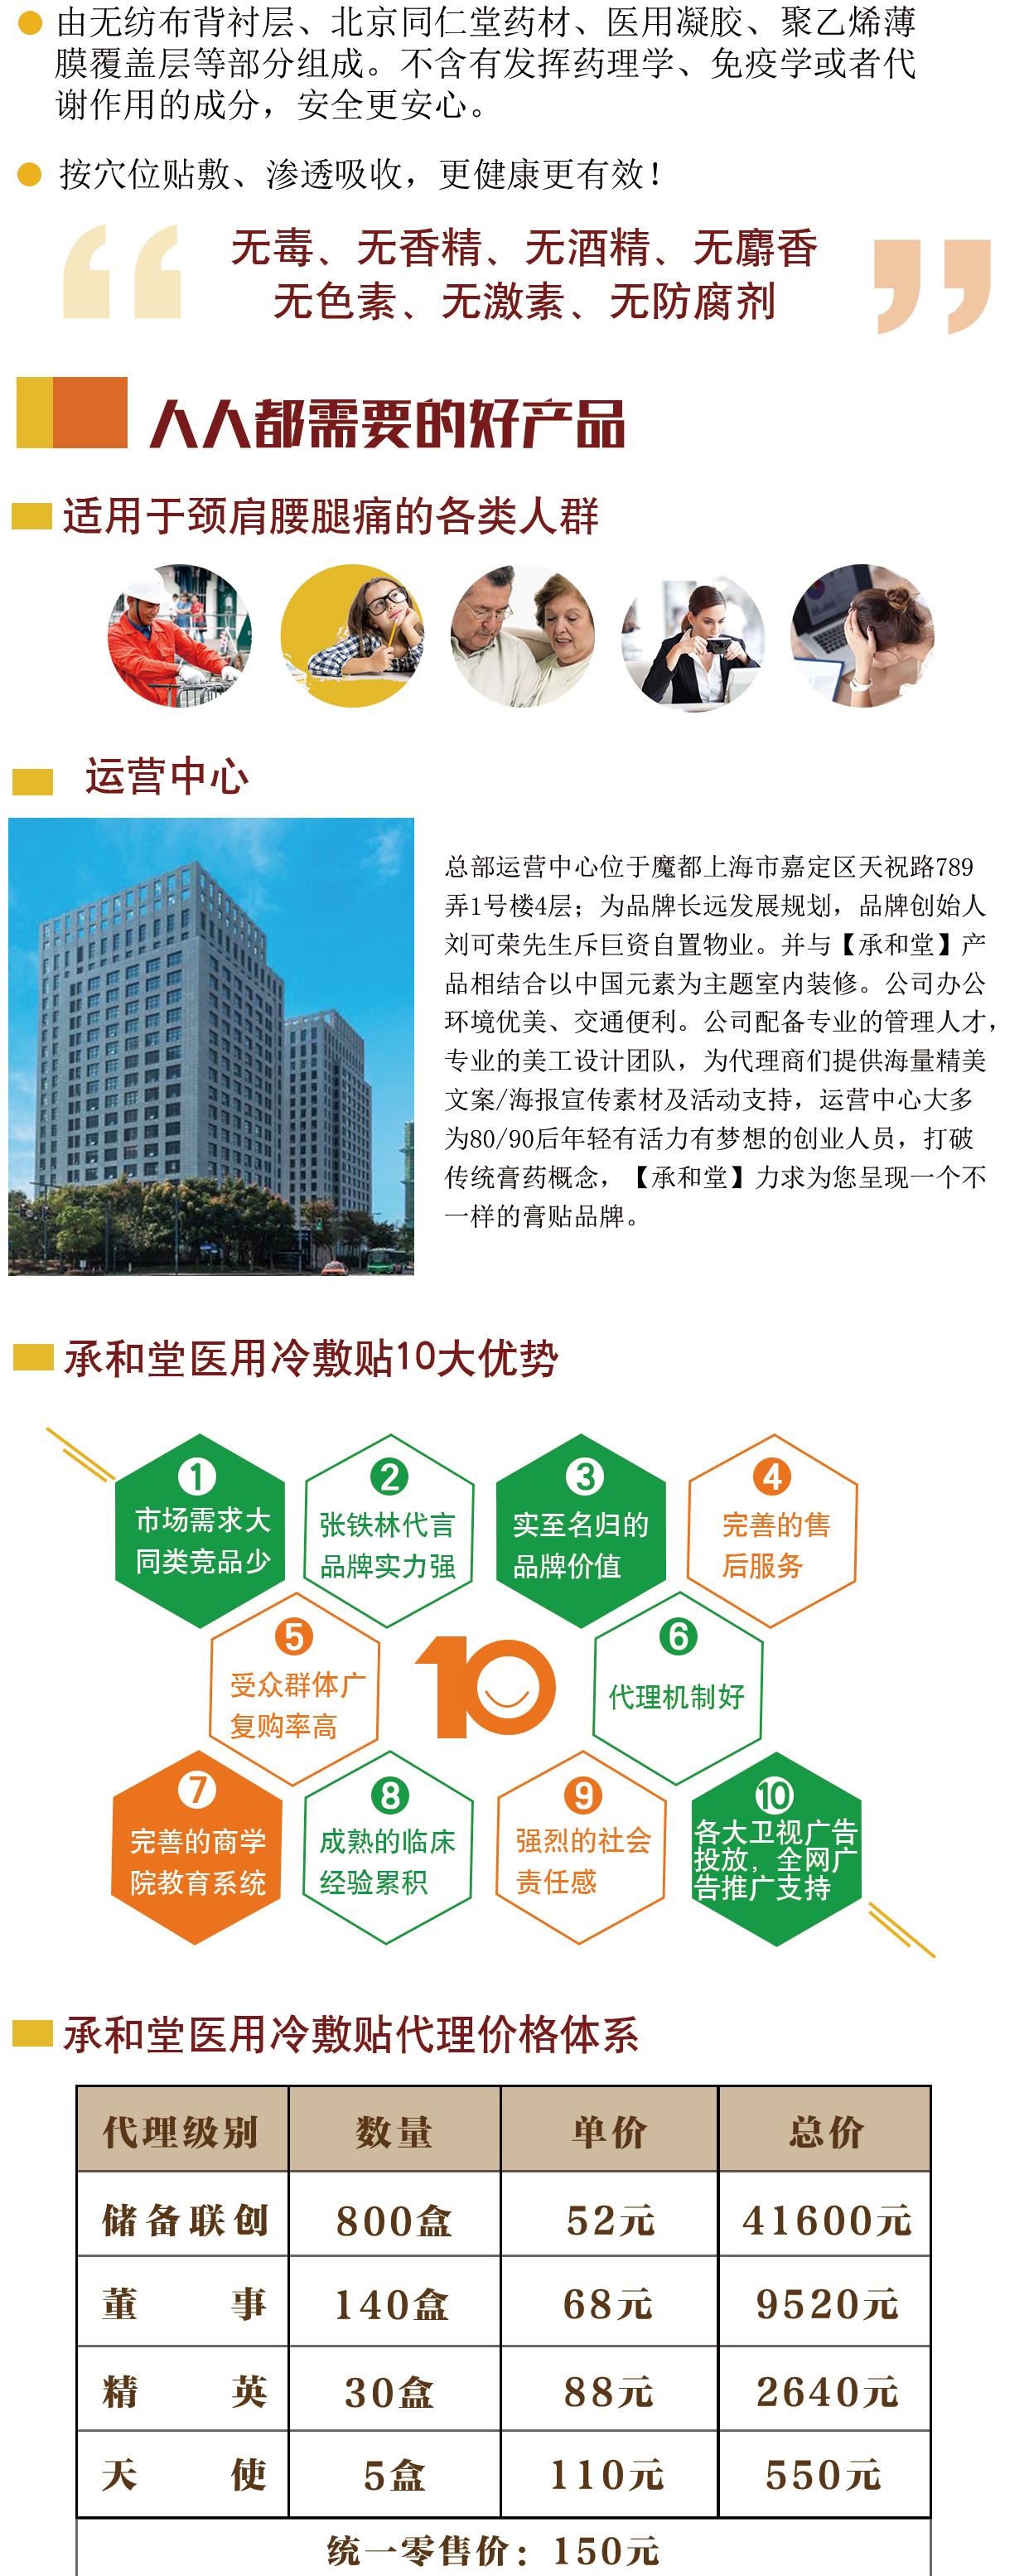 由无纺布背衬层、北京同仁堂药材、医用凝胶、聚乙烯薄
膜覆盖层等部分组成。不含有发挥药理学、免疫学或者代
谢作用的成分，安全更安心。
按穴位贴敷、渗透吸收，更健康更有效！
“无毒、无香精、无酒精、无麝香
无色素、无激素、无防腐剂”
人人都需要的好产品
适用于颈肩腰腿痛的各类人群
运营中心
总部运营中心位于魔都上海市嘉定区天祝路789
弄1号楼4层；为品牌长远发展规划，品牌创始人
刘可荣先生斥巨资自置物业。并与【承和堂】产
品相结合以中国元素为主题室内装修。公司办公
环境优美、交通便利。公司配备专业的管理人才，
专业的美工设计团队，为代理商们提供海量精美
文案/海报宣传素材及活动支持，运营中心大多
为80/90后年轻有活力有梦想的创业人员，打破
传统膏药概念，【承和堂】力求为您呈现一个不
一样的膏贴品牌。
承和堂医用冷敷贴10大优势
1
市场需求大
同类竞品少
2
张铁林代言
品牌实力强
3
实至名归的
品牌价值
4
完善的售
后服务
5
受众群体广
复购率高
10
6
代理机制好
7
完善的商学
院教育系统
8
成熟的临床
经验累积
9
强烈的社会
责任感
10
各大卫视广告
投放，全网广
告推广支持
承和堂医用冷敷贴代理价格体系
代理级别 数量 单价 总价
储备联创 800盒 52元 41600元
董事 140盒 68元 9520元
精英 30盒 88元 2640元
天使 5盒 110元 550元
统一零售价：150元